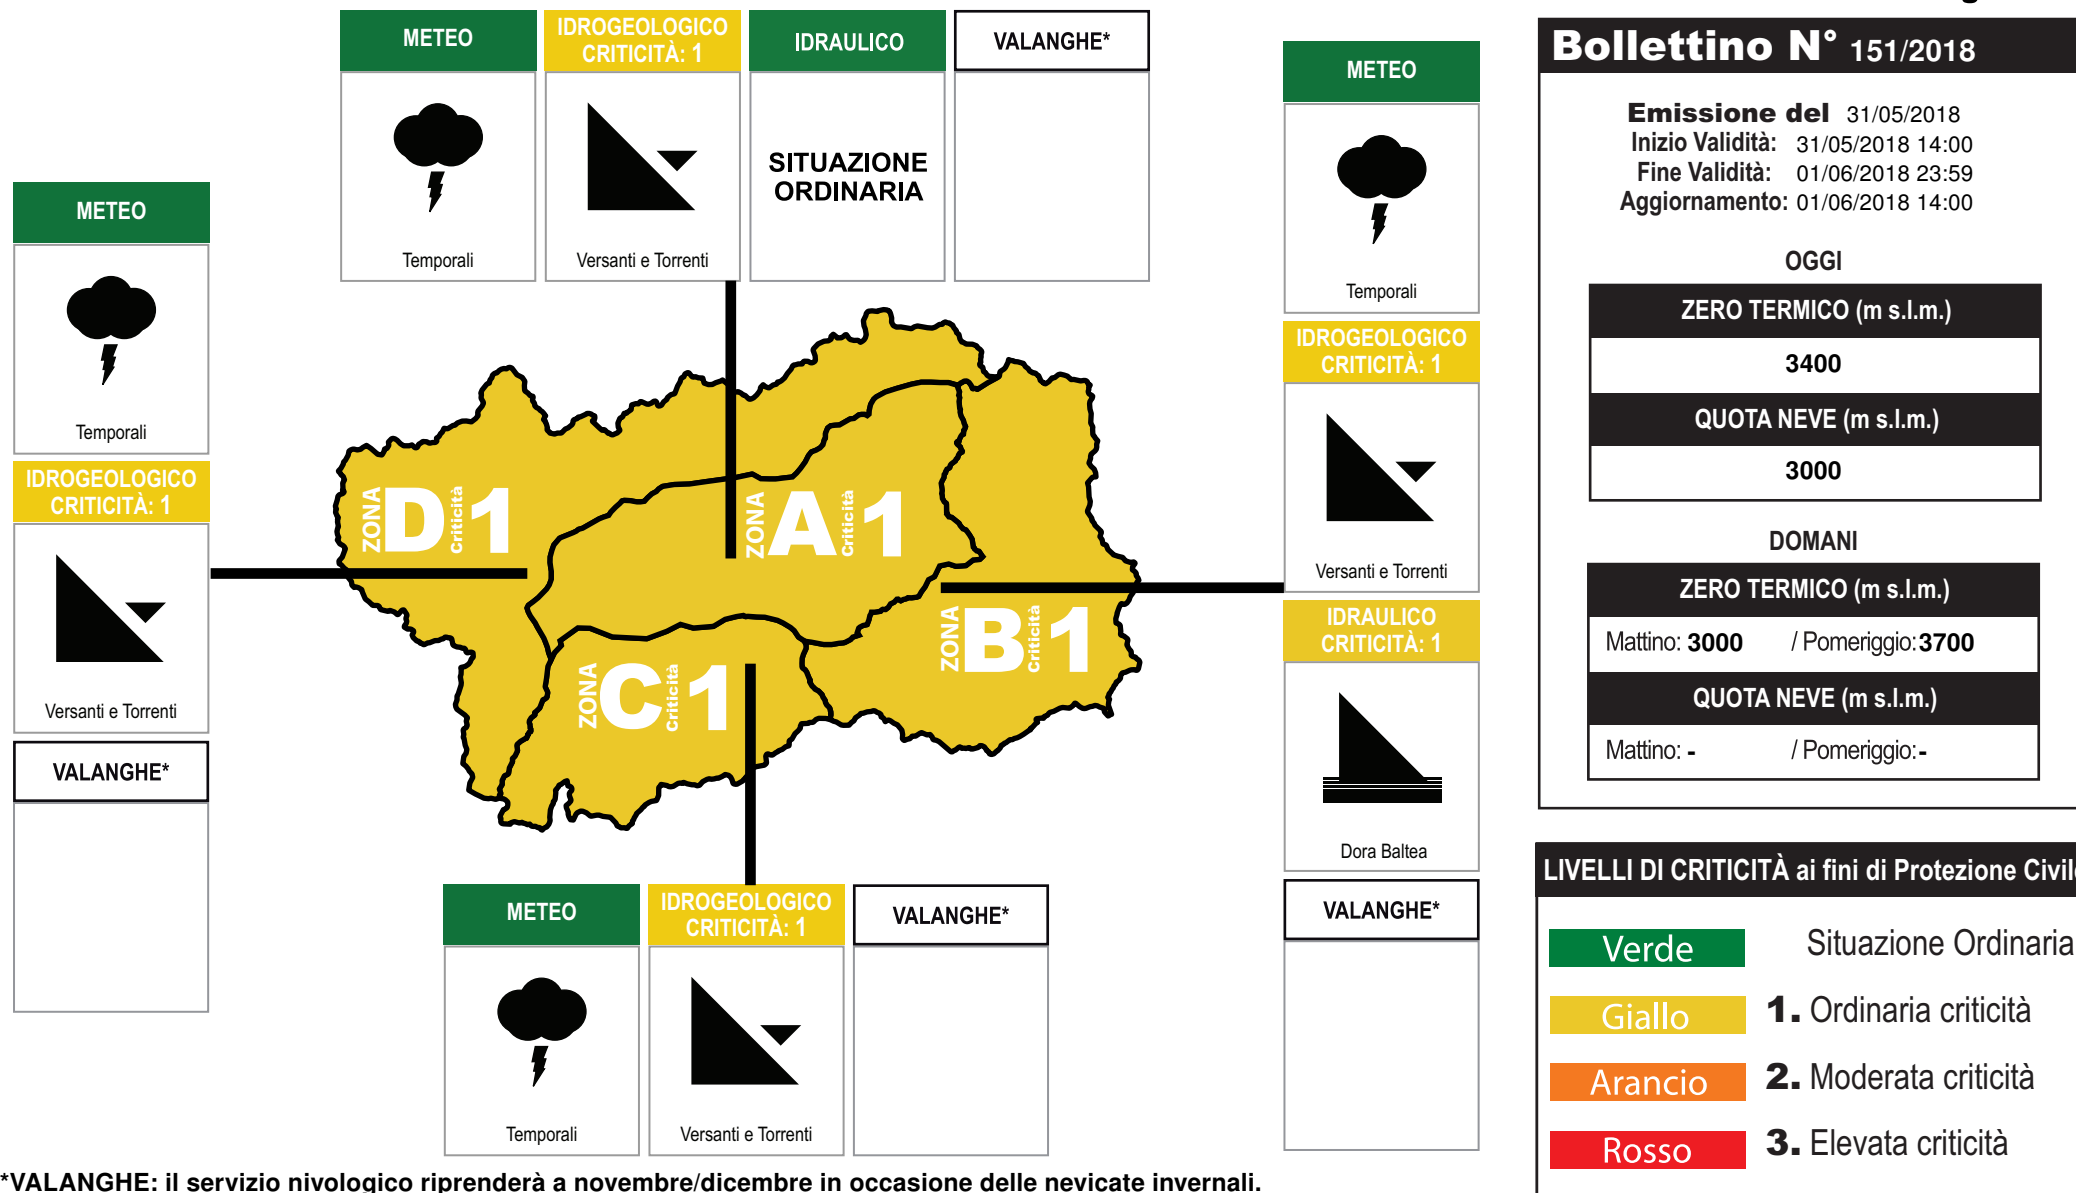 METEO
IDROGEOLOGICO
CRITICITÀ: 1
IDRAULICO
VALANGHE*
Temporali
Versanti e Torrenti
SITUAZIONE
ORDINARIA
METEO
Temporali
IDROGEOLOGICO
CRITICITÀ: 1
Versanti e Torrenti
VALANGHE*
METEO
Temporali
IDROGEOLOGICO
CRITICITÀ: 1
Versanti e Torrenti
IDRAULICO
CRITICITÀ: 1
Dora Baltea
VALANGHE*
ZONA D Criticità 1
ZONA A Criticità 1
ZONA B Criticità 1
ZONA C Criticità 1
METEO
IDROGEOLOGICO
CRITICITÀ: 1
VALANGHE*
Temporali
Versanti e Torrenti
*VALANGHE: il servizio nivologico riprenderà a novembre/dicembre in occasione delle nevicate invernali.
Bollettino N° 151/2018
Emissione del 31/05/2018
Inizio Validità: 31/05/2018 14:00
Fine Validità: 01/06/2018 23:59
Aggiornamento: 01/06/2018 14:00
OGGI
ZERO TERMICO (m s.l.m.)
3400
QUOTA NEVE (m s.l.m.)
3000
DOMANI
ZERO TERMICO (m s.l.m.)
Mattino: 3000 / Pomeriggio: 3700
QUOTA NEVE (m s.l.m.)
Mattino: - / Pomeriggio: -
LIVELLI DI CRITICITÀ ai fini di Protezione Civile
Verde Situazione Ordinaria
Giallo 1. Ordinaria criticità
Arancio 2. Moderata criticità
Rosso 3. Elevata criticità